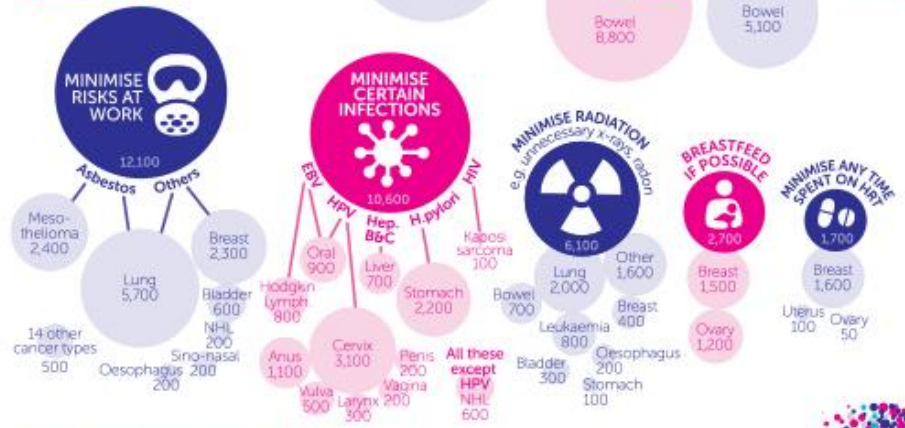 Bowel
8,800
Bowel
5,100
MINIMISE
RISKS AT
WORK
12,100
Asbestos
Others
Meso-
thelioma
2,400
Lung
5,700
Breast
2,300
Bladder
600
NHL
200
Sino-nasal
200
Oesophagus
200
14 other
cancer types
500
MINIMISE
CERTAIN
INFECTIONS
10,600
EBV
HPV
Hep.
B&C
H.pylori
HIV
Oral
900
Hodgkin
Lymph
800
Liver
700
Kaposi
sarcoma
100
Stomach
2,200
Anus
1,100
Cervix
3,100
Penis
200
Vulva
500
Larynx
300
Vagina
200
All these
except
HPV
NHL
600
MINIMISE RADIATION
e.g. unnecessary x-rays, radon
6,100
Lung
2,000
Other
1,600
Bowel
700
Breast
400
Leukaemia
800
Oesophagus
200
Bladder
300
Stomach
100
BREASTFEED
IF POSSIBLE
2,700
Breast
1,500
Ovary
1,200
MINIMISE ANY TIME
SPENT ON HRT
1,700
Breast
1,600
Uterus
100
Ovary
50